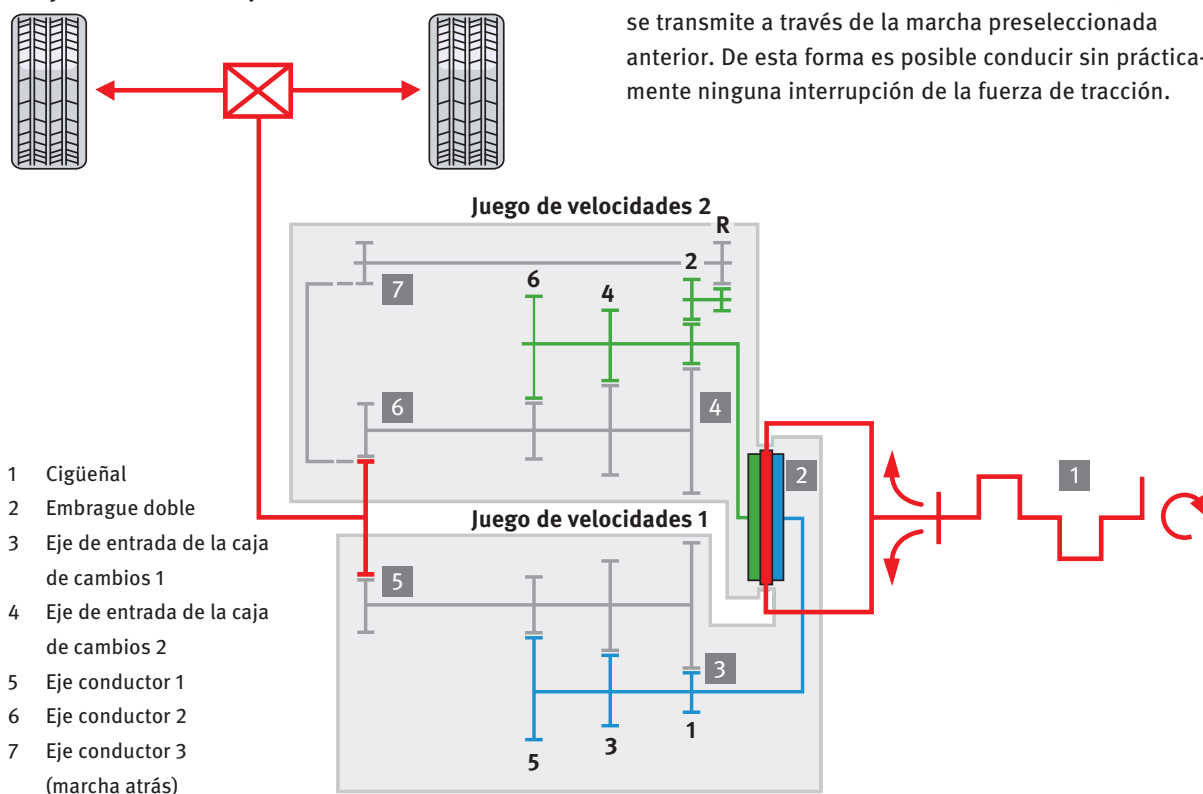 se transmite a través de la marcha preseleccionada
anterior. De esta forma es posible conducir sin práctica-
mente ninguna interrupción de la fuerza de tracción.
Juego de velocidades 2
R
2
6
4
7
6
4
2
1
Juego de velocidades 1
5
3
1
3
5
1 Cigüeñal
2 Embrague doble
3 Eje de entrada de la caja
de cambios 1
4 Eje de entrada de la caja
de cambios 2
5 Eje conductor 1
6 Eje conductor 2
7 Eje conductor 3
(marcha atrás)